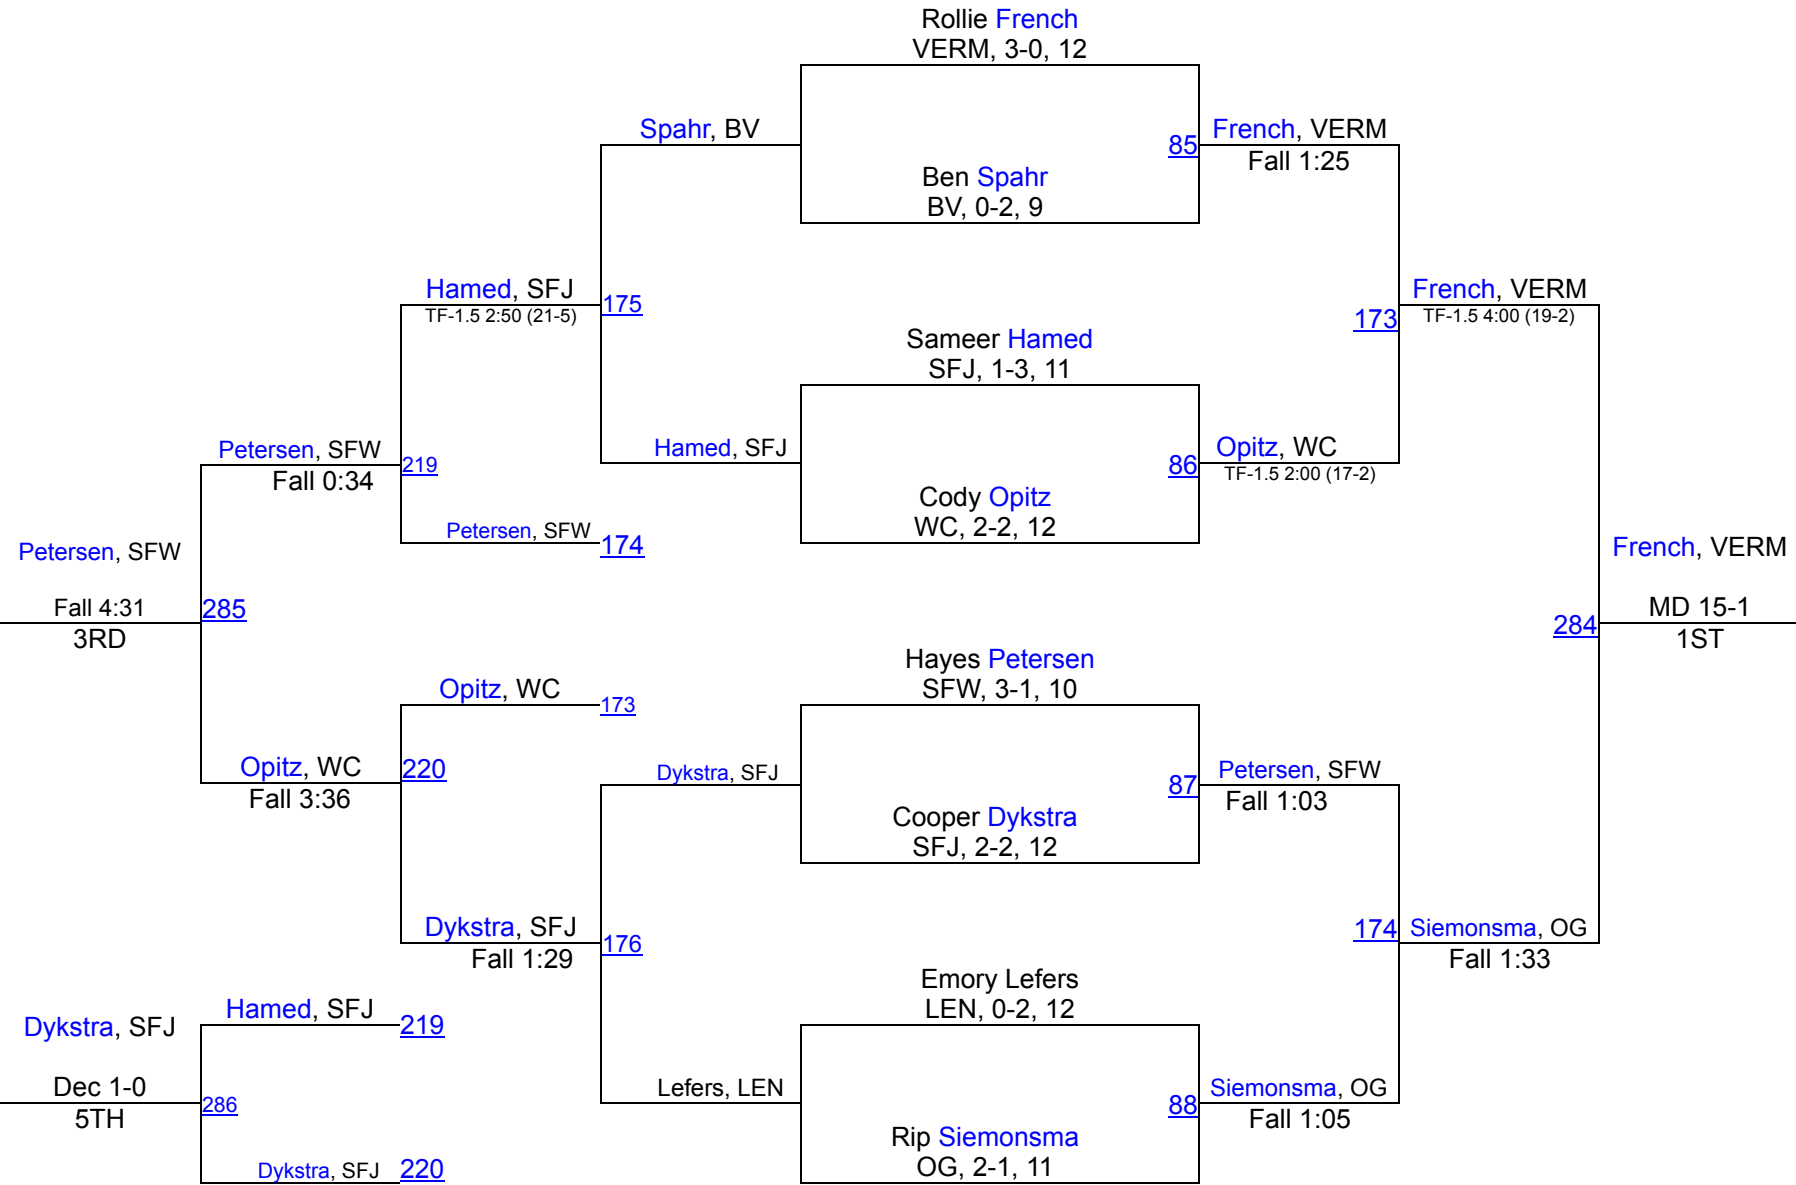 Rollie French
VERM, 3-0, 12
Spahr, BV
85
French, VERM
Fall 1:25
Ben Spahr
BV, 0-2, 9
Hamed, SFJ
TF-1.5 2:50 (21-5)
175
French, VERM
TF-1.5 4:00 (19-2)
173
Sameer Hamed
SFJ, 1-3, 11
Petersen, SFW
Fall 0:34
219
Hamed, SFJ
86
Opitz, WC
TF-1.5 2:00 (17-2)
Cody Opitz
WC, 2-2, 12
Petersen, SFW
174
Petersen, SFW
Fall 4:31
3RD
285
French, VERM
MD 15-1
1ST
284
Hayes Petersen
SFW, 3-1, 10
Opitz, WC
173
Opitz, WC
Fall 3:36
220
Dykstra, SFJ
87
Petersen, SFW
Fall 1:03
Cooper Dykstra
SFJ, 2-2, 12
Dykstra, SFJ
Fall 1:29
176
174
Siemonsma, OG
Fall 1:33
Emory Lefers
LEN, 0-2, 12
Hamed, SFJ
219
Dykstra, SFJ
Dec 1-0
5TH
286
Lefers, LEN
88
Siemonsma, OG
Fall 1:05
Rip Siemonsma
OG, 2-1, 11
Dykstra, SFJ
220